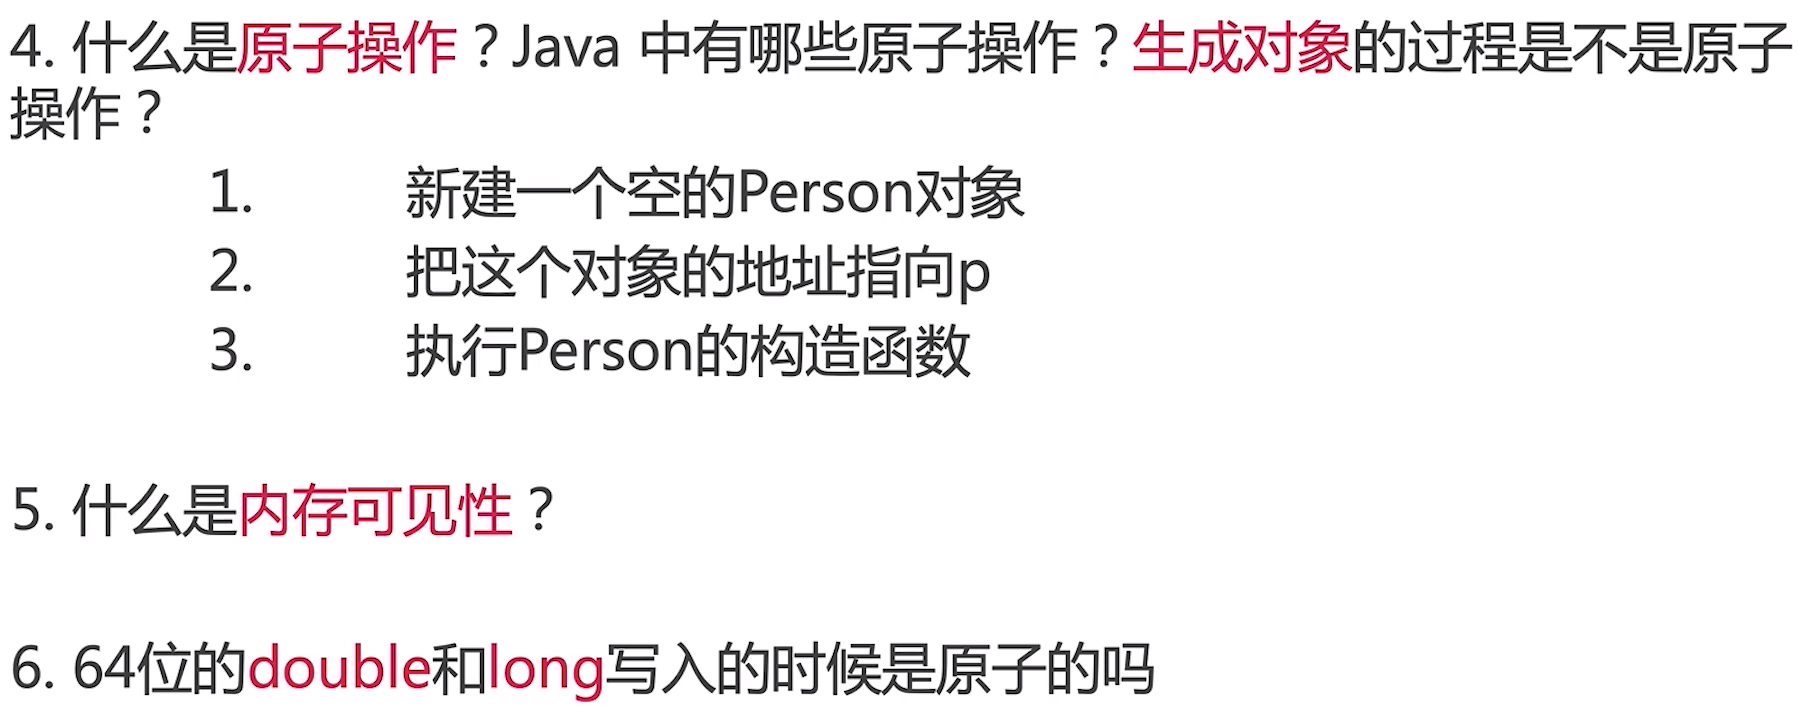 4. 什么是原子操作？Java 中有哪些原子操作？生成对象的过程是不是原子
操作？
1. 新建一个空的Person对象
2. 把这个对象的地址指向p
3. 执行Person的构造函数
5. 什么是内存可见性？
6. 64位的double和long写入的时候是原子的吗